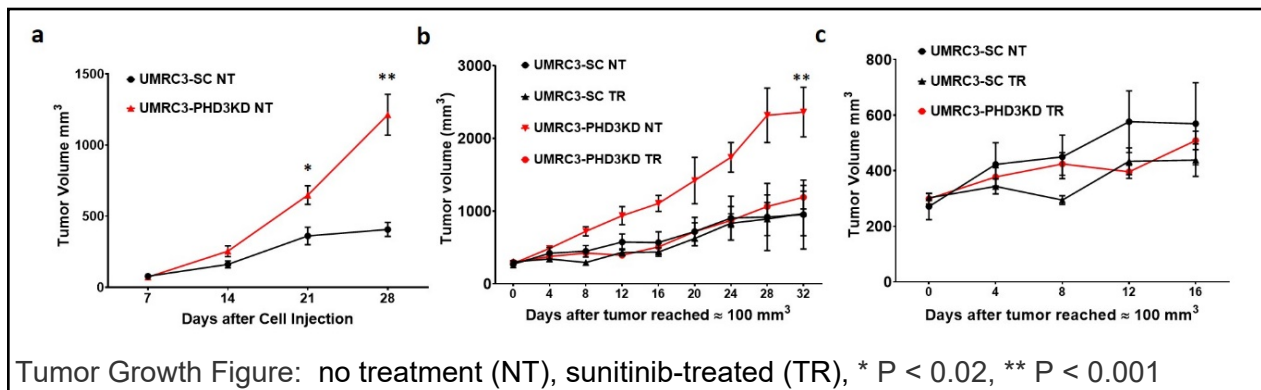 a
UMRC3-SC NT
UMRC3-PHD3KD NT
Tumor Volume mm³
1500
1000
500
0
*
**
7 14 21 28
Days after Cell Injection
b
UMRC3-SC NT
UMRC3-SC TR
UMRC3-PHD3KD NT
UMRC3-PHD3KD TR
Tumor volume (mm³)
3000
2000
1000
0
**
0 4 8 12 16 20 24 28 32
Days after tumor reached ≈ 100 mm³
c
UMRC3-SC NT
UMRC3-SC TR
UMRC3-PHD3KD TR
Tumor Volume mm³
800
600
400
200
0
0 4 8 12 16
Days after tumor reached ≈ 100 mm³
Tumor Growth Figure: no treatment (NT), sunitinib-treated (TR), * P < 0.02, ** P < 0.001